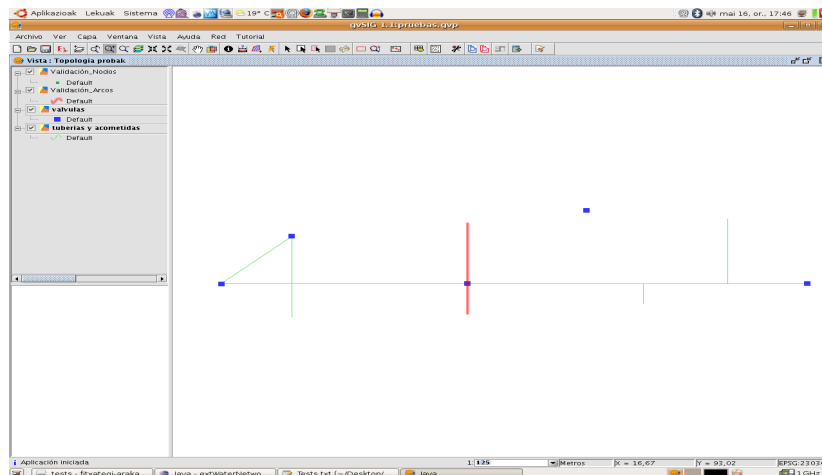 Aplikazioak Lekuak Sistema 19° C mai 16, or., 17:46
gvSIG 1.1:pruebas.gvp
Archivo Ver Capa Ventana Vista Ayuda Red Tutorial
Vista : Topologia probak
Validación_Nodos
Default
Validación_Arcos
Default
valvulas
Default
tuberias y acometidas
Default
Aplicación iniciada
1: 125 Metros X = 16,67 Y = 93,02 EPSG:2303
tests - fitxategi-araka Java - extWaterNetwo Tests.txt (~/Desktop/ Java 1 GHz